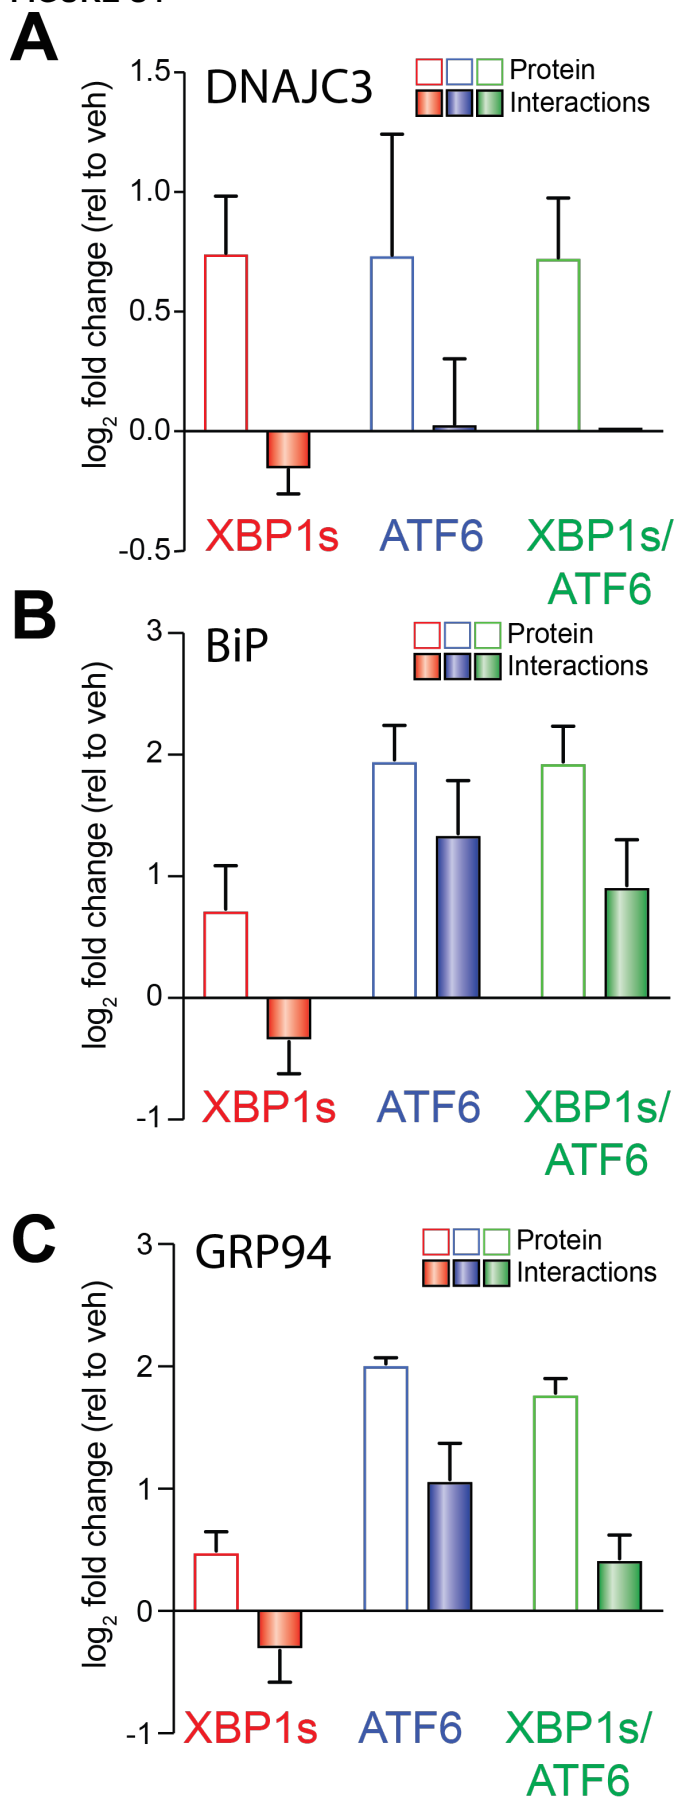 A
DNAJC3
Protein
Interactions
log2 fold change (rel to veh)
1.5
1.0
0.5
0.0
-0.5
XBP1s
ATF6
XBP1s/
ATF6
B
BiP
Protein
Interactions
log2 fold change (rel to veh)
3
2
1
0
-1
XBP1s
ATF6
XBP1s/
ATF6
C
GRP94
Protein
Interactions
log2 fold change (rel to veh)
3
2
1
0
-1
XBP1s
ATF6
XBP1s/
ATF6